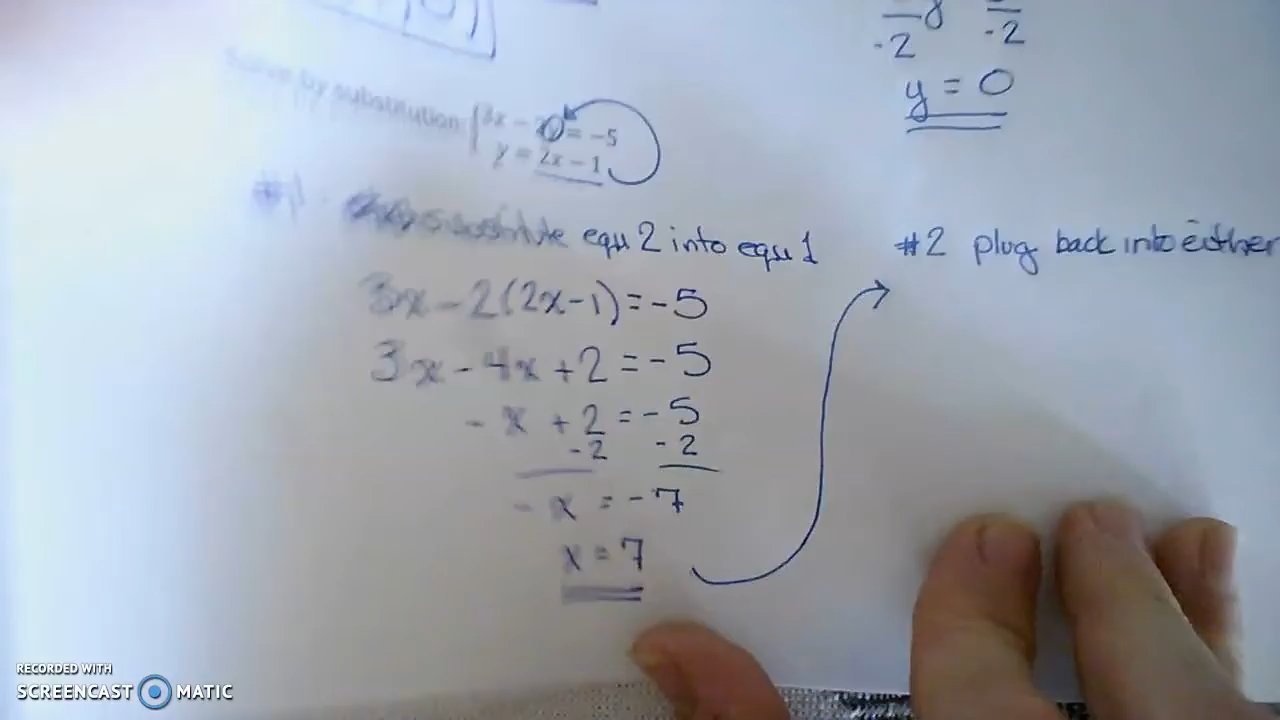 -2 y -2
y = 0
Solve by substitution: { 3x - 2y = -5
y = 2x - 1
#1 substitute equ 2 into equ 1
3x - 2(2x-1) = -5
3x - 4x + 2 = -5
- x + 2 = -5
-2 -2
- x = -7
x = 7
#2 plug back into either
RECORDED WITH
SCREENCAST MATIC